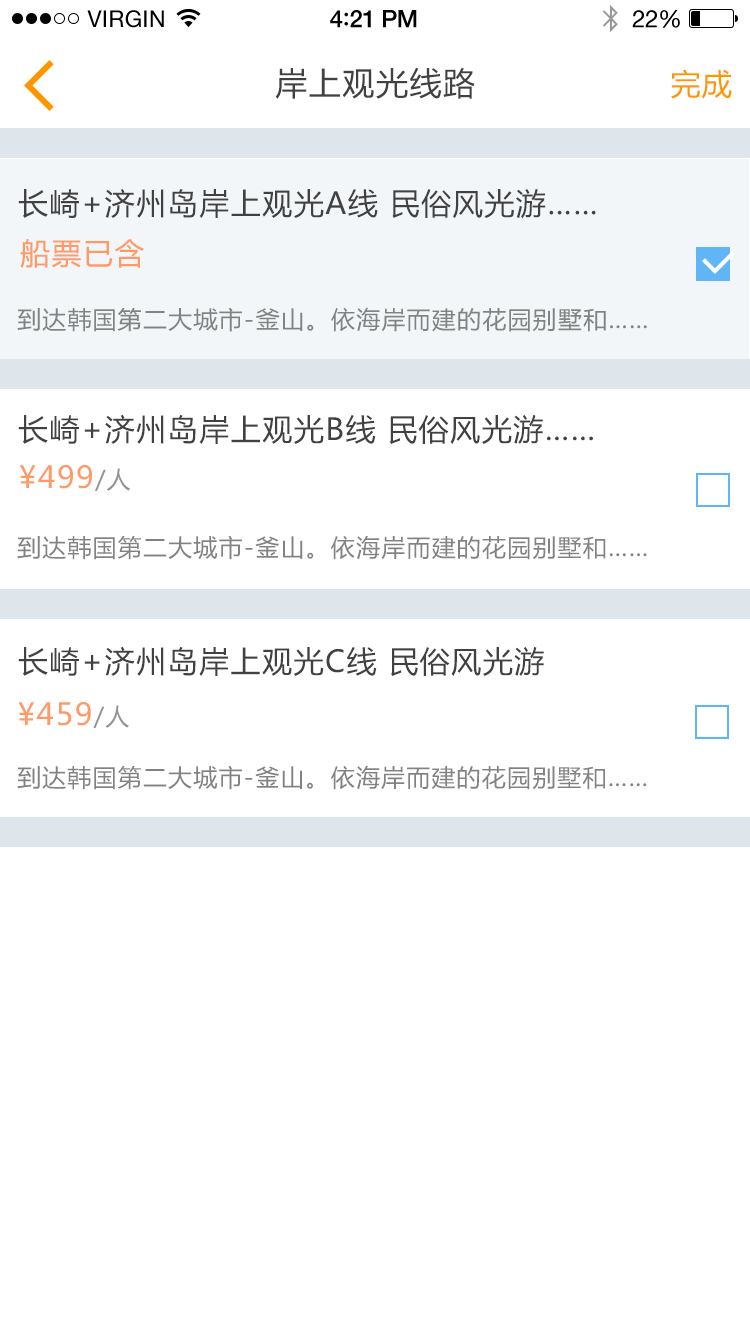 VIRGIN 4:21 PM 22%
岸上观光线路 完成
长崎+济州岛岸上观光A线 民俗风光游……
船票已含
到达韩国第二大城市-釜山。依海岸而建的花园别墅和……
长崎+济州岛岸上观光B线 民俗风光游……
¥499/人
到达韩国第二大城市-釜山。依海岸而建的花园别墅和……
长崎+济州岛岸上观光C线 民俗风光游
¥459/人
到达韩国第二大城市-釜山。依海岸而建的花园别墅和……